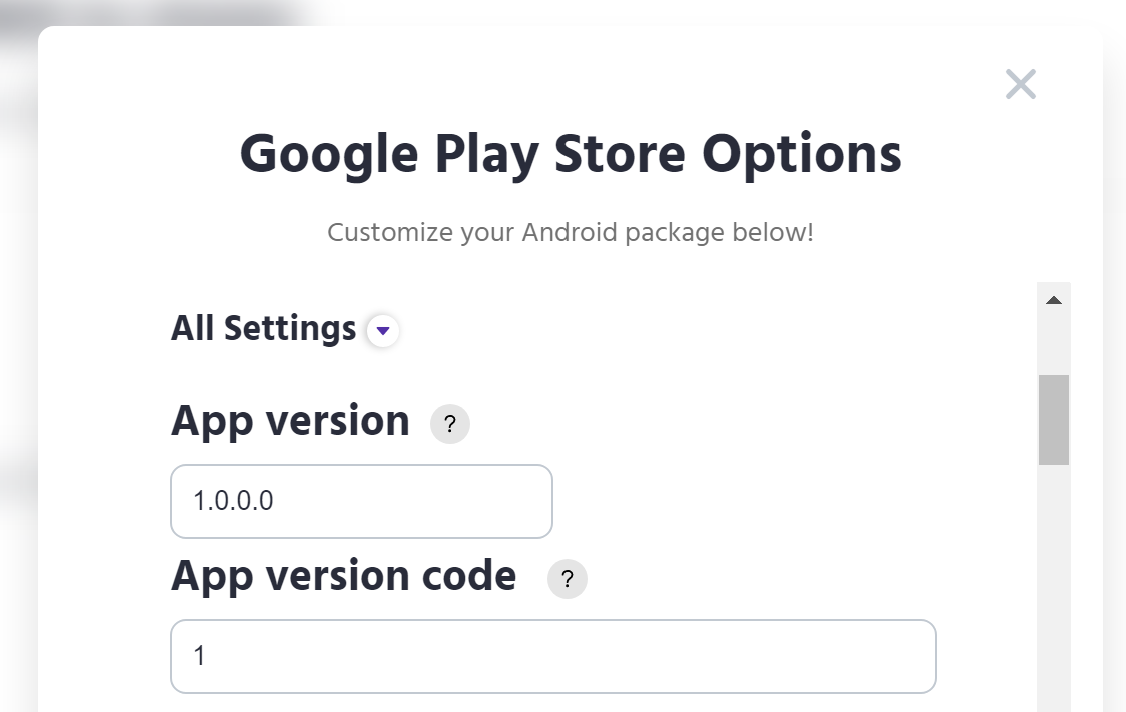 Google Play Store Options
Customize your Android package below!
All Settings
App version ?
1.0.0.0
App version code ?
1